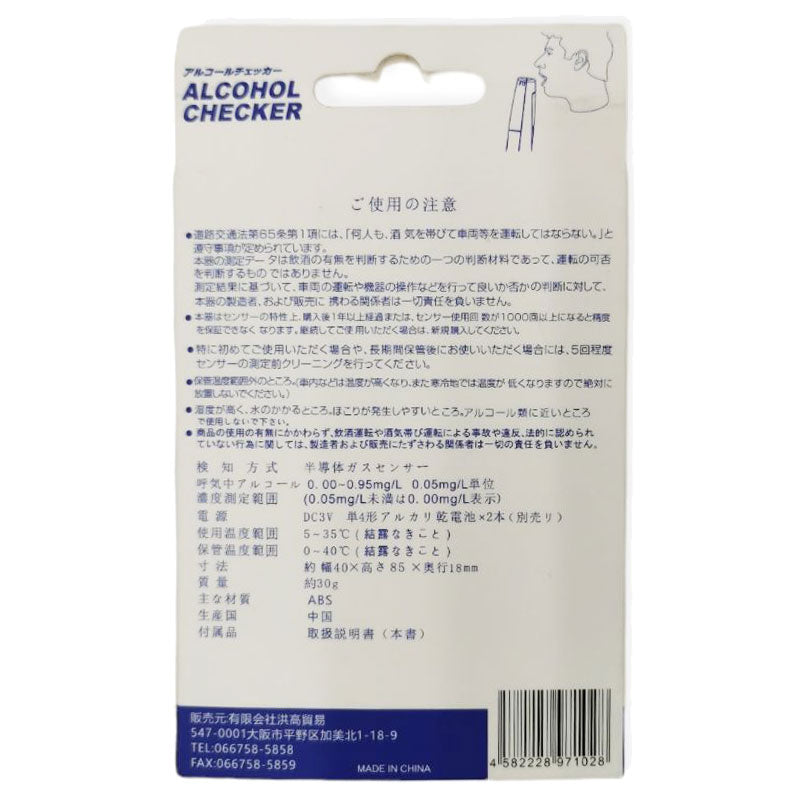 アルコールチェッカー
ALCOHOL
CHECKER
ご使用の注意
●道路交通法第65条第1項には、「何人も、酒 気を帯びて車両等を運転してはならない。」と
遵守事項が定められています。
本器の測定データは飲酒の有無を判断するための一つの判断材料であって、運転の可否
を判断するもの ではありません。
測定結果に基づいて、車両の運転や機器の操作などを行って良いか否かの判断に対して、
本器の製造者、および販売に 携わる関係者は一切責任を負いません。
●本器はセンサーの特性上、購入後1年以上経過または、センサー使用回 数が1000回以上になると精度
を保証できなく なります。継続してご使 用いただく場合は、新規購入してください。
●特に初めてご使用いただく場合や、長期間保管後にお使いいただく場合には、5回程度
センサーの測定前クリーニングを行ってください。
●保管温度範囲外のところ。(車内などは温度が高くなり、また寒冷地では温度が 低くなりますので絶対に
放置しないでください。)
●湿度が高く、水のかかるところ。ほこりが発生しやすいところ。アルコール類に近いところ
で使用しないで下さい。
●商品の使用の有無にかかわらず、飲酒運転や酒気帯び運転による事故や違反、法的に認められ
ていない行為に関しては、製造者および販売にたずさわる関係者は一切の責任を負いません。
検知方式 半導体ガスセンサー
呼気中アルコール 0.00~0.95mg/L 0.05mg/L単位
濃度測定範囲 (0.05mg/L未満は0.00mg/L表示)
電源 DC3V 単4形アルカリ乾電池×2本(別売り)
使用温度範囲 5~35℃(結露なきこと)
保管温度範囲 0~40℃(結露なきこと)
寸法 約 幅40×高さ85×奥行18mm
質量 約30g
主な材質 ABS
生産国 中国
付属品 取扱説明書(本書)
販売元:有限会社洪高貿易
547-0001大阪市平野区加美北1-18-9
TEL:066758-5858
FAX:066758-5859
MADE IN CHINA
4 582228 971028